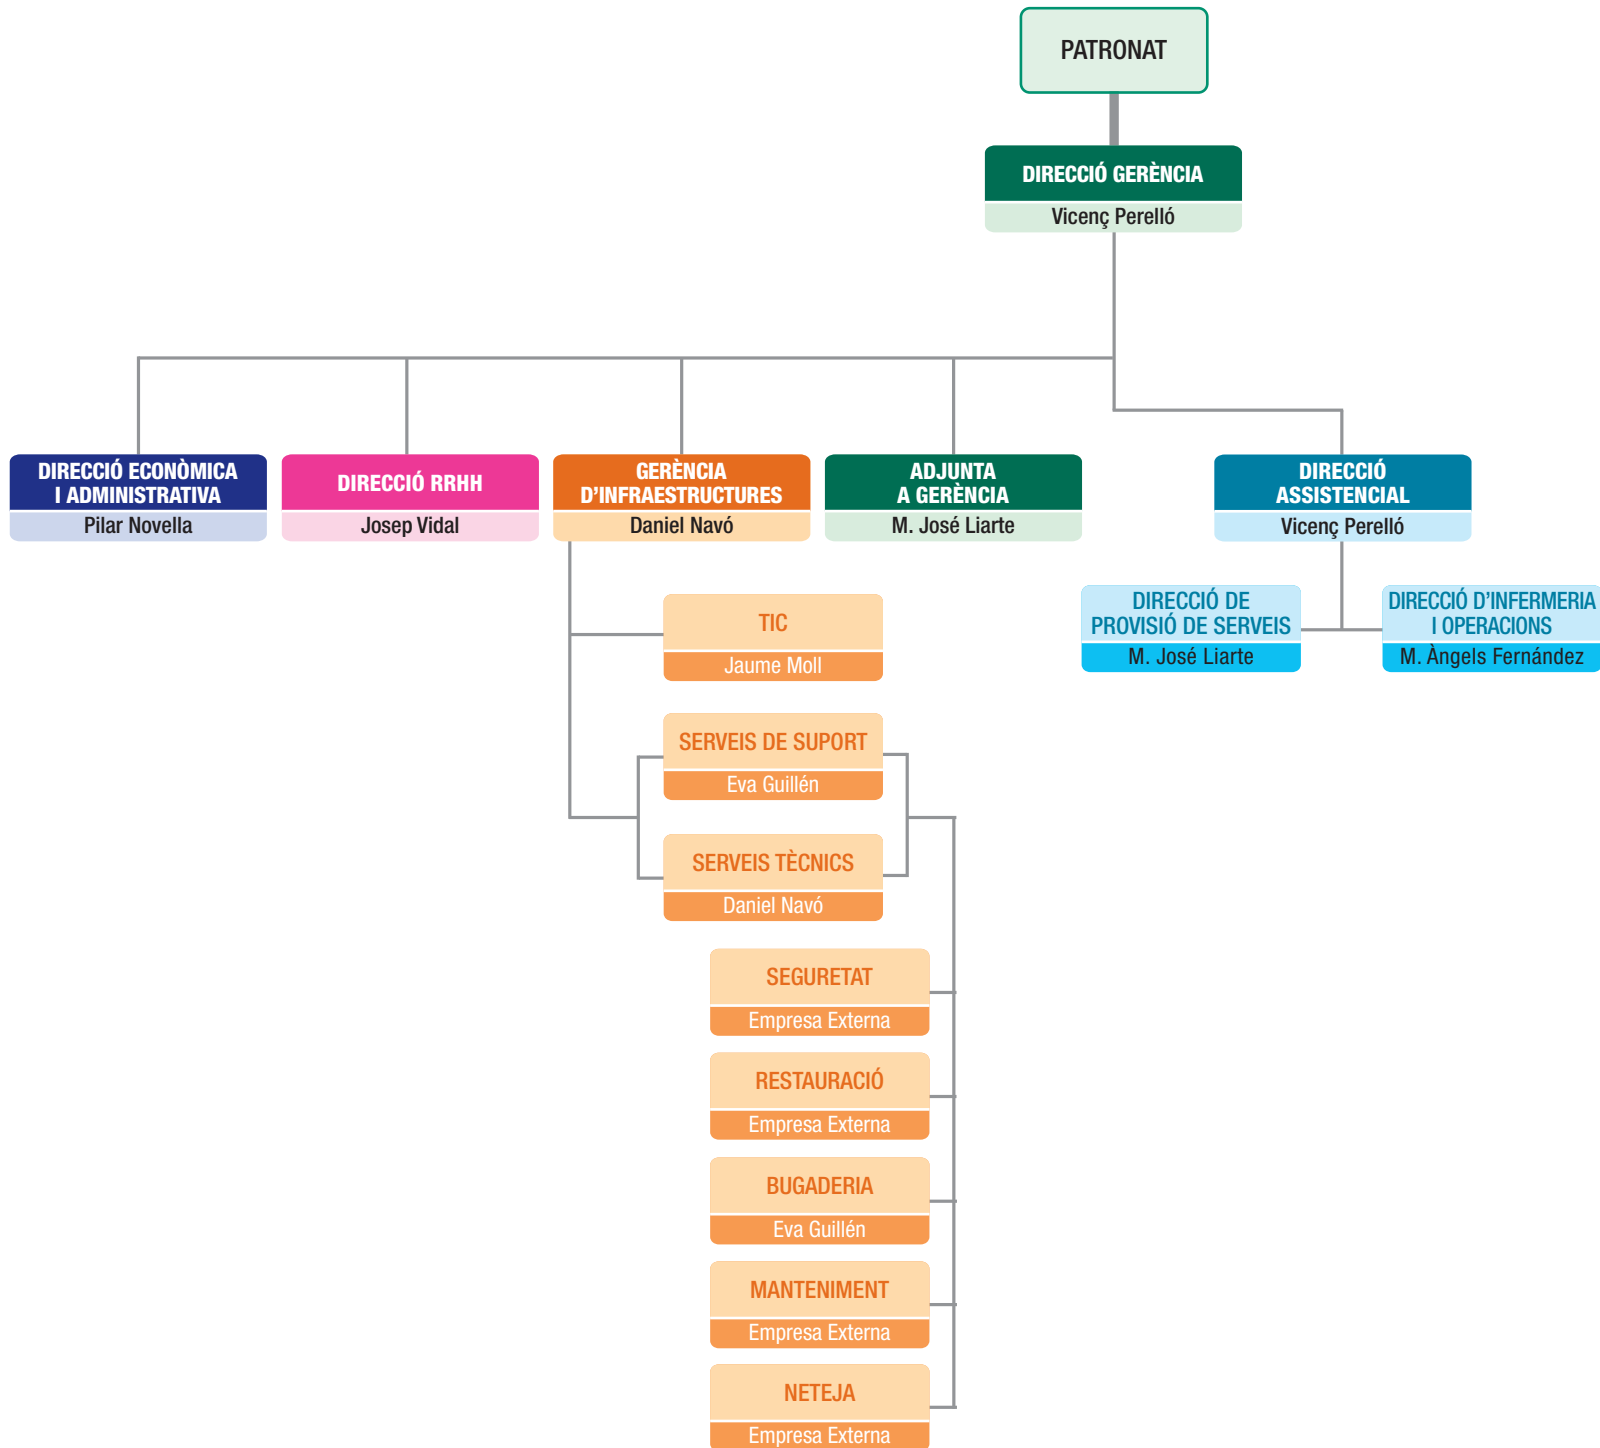 PATRONAT
DIRECCIÓ GERÈNCIA
Vicenç Perelló
DIRECCIÓ ECONÒMICA
I ADMINISTRATIVA
Pilar Novella
DIRECCIÓ RRHH
Josep Vidal
GERÈNCIA
D’INFRAESTRUCTURES
Daniel Navó
ADJUNTA
A GERÈNCIA
M. José Liarte
DIRECCIÓ
ASSISTENCIAL
Vicenç Perelló
DIRECCIÓ DE
PROVISIÓ DE SERVEIS
M. José Liarte
DIRECCIÓ D’INFERMERIA
I OPERACIONS
M. Àngels Fernández
TIC
Jaume Moll
SERVEIS DE SUPORT
Eva Guillén
SERVEIS TÈCNICS
Daniel Navó
SEGURETAT
Empresa Externa
RESTAURACIÓ
Empresa Externa
BUGADERIA
Eva Guillén
MANTENIMENT
Empresa Externa
NETEJA
Empresa Externa